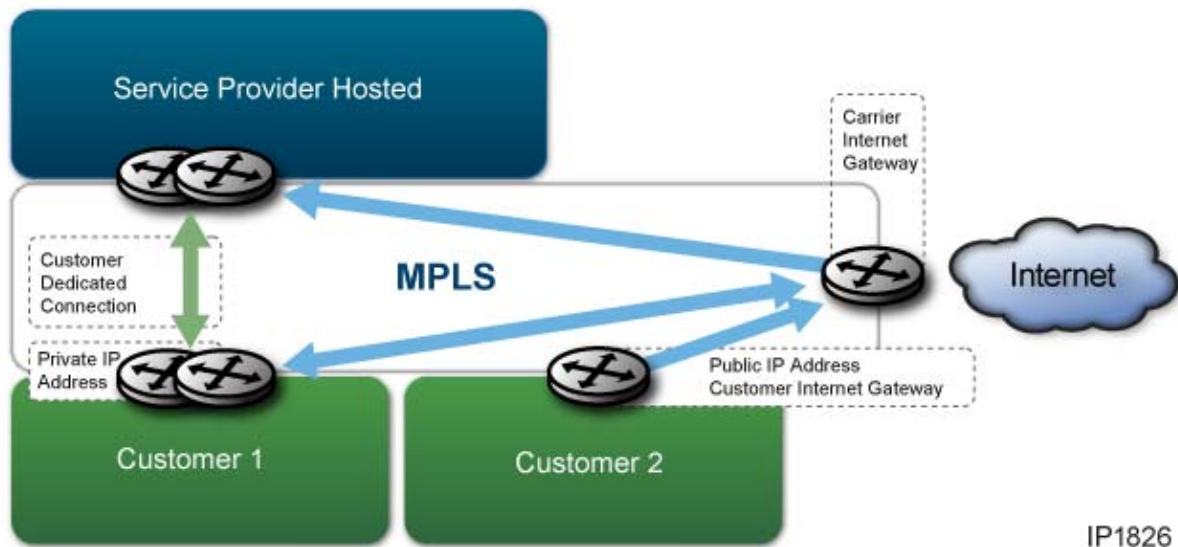 Service Provider Hosted
Carrier
Internet
Gateway
Customer
Dedicated
Connection
MPLS
Internet
Private IP
Address
Public IP Address
Customer Internet Gateway
Customer 1
Customer 2
IP1826